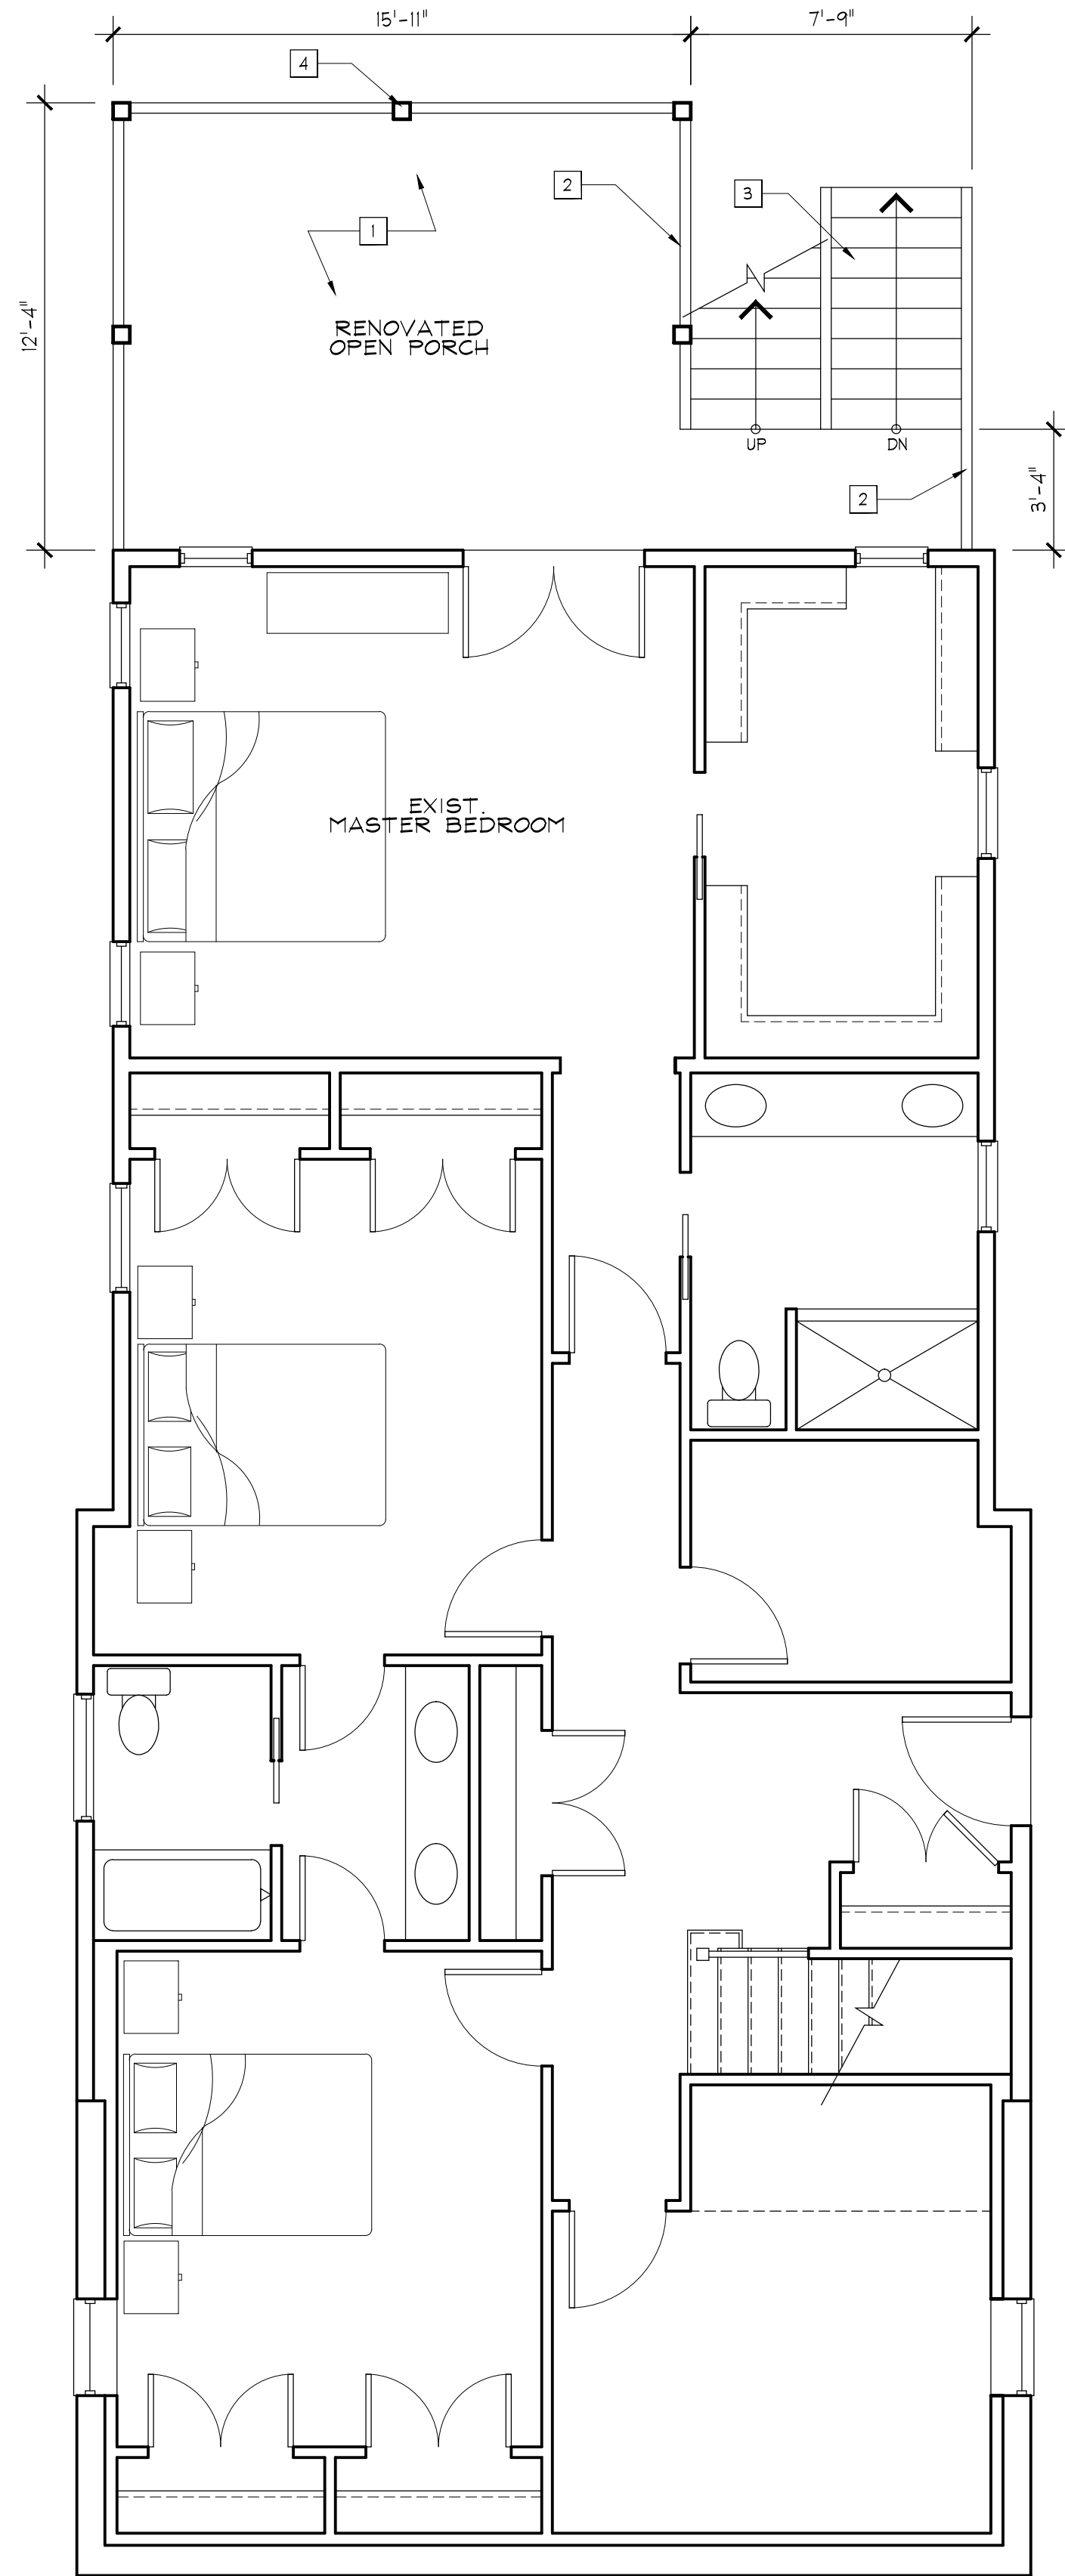 15'-11"
7'-9"
4
12'-4"
2
3
1
RENOVATED
OPEN PORCH
UP
DN
2
3'-4"
EXIST.
MASTER BEDROOM